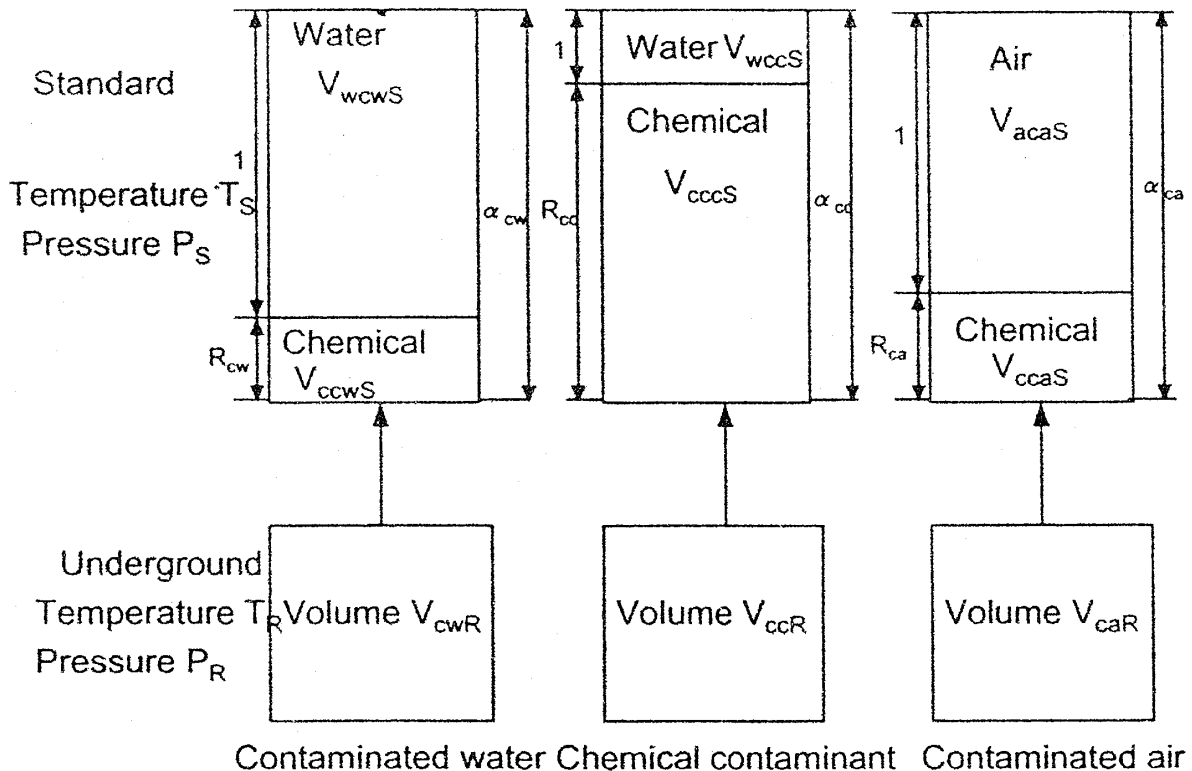 Standard
Temperature T_S
Pressure P_S
Water
V_wcwS
1
Chemical
V_ccwS
R_cw
α_cw
Water V_wccS
1
Chemical
V_cccS
R_cc
α_cc
Air
V_acaS
1
Chemical
V_ccaS
R_ca
α_ca
Underground
Temperature T_R
Pressure P_R
Volume V_cwR
Volume V_ccR
Volume V_caR
Contaminated water
Chemical contaminant
Contaminated air